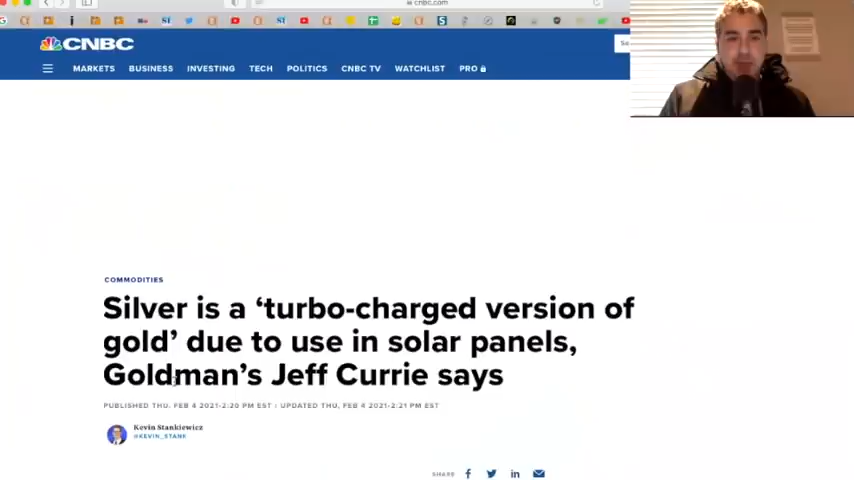 cnbc.com
CNBC
MARKETS BUSINESS INVESTING TECH POLITICS CNBC TV WATCHLIST PRO
COMMODITIES
Silver is a ‘turbo-charged version of
gold’ due to use in solar panels,
Goldman’s Jeff Currie says
PUBLISHED THU, FEB 4 2021-2:20 PM EST | UPDATED THU, FEB 4 2021-2:21 PM EST
Kevin Stankiewicz
@KEVIN_STANK
SHARE